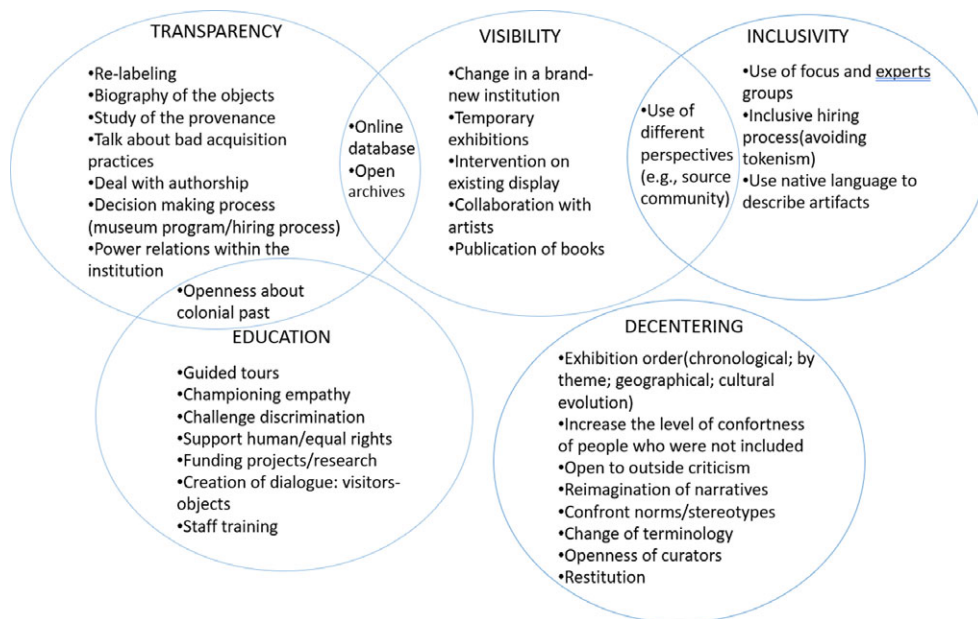 TRANSPARENCY
•Re-labeling
•Biography of the objects
•Study of the provenance
•Talk about bad acquisition
practices
•Deal with authorship
•Decision making process
(museum program/hiring process)
•Power relations within the
institution
•Online
database
•Open
archives
VISIBILITY
•Change in a brand-
new institution
•Temporary
exhibitions
•Intervention on
existing display
•Collaboration with
artists
•Publication of books
•Use of
different
perspectives
(e.g., source
community)
INCLUSIVITY
•Use of focus and experts
groups
•Inclusive hiring
process(avoiding
tokenism)
•Use native language to
describe artifacts
•Openness about
colonial past
EDUCATION
•Guided tours
•Championing empathy
•Challenge discrimination
•Support human/equal rights
•Funding projects/research
•Creation of dialogue: visitors-
objects
•Staff training
DECENTERING
•Exhibition order(chronological; by
theme; geographical; cultural
evolution)
•Increase the level of confortness
of people who were not included
•Open to outside criticism
•Reimagination of narratives
•Confront norms/stereotypes
•Change of terminology
•Openness of curators
•Restitution